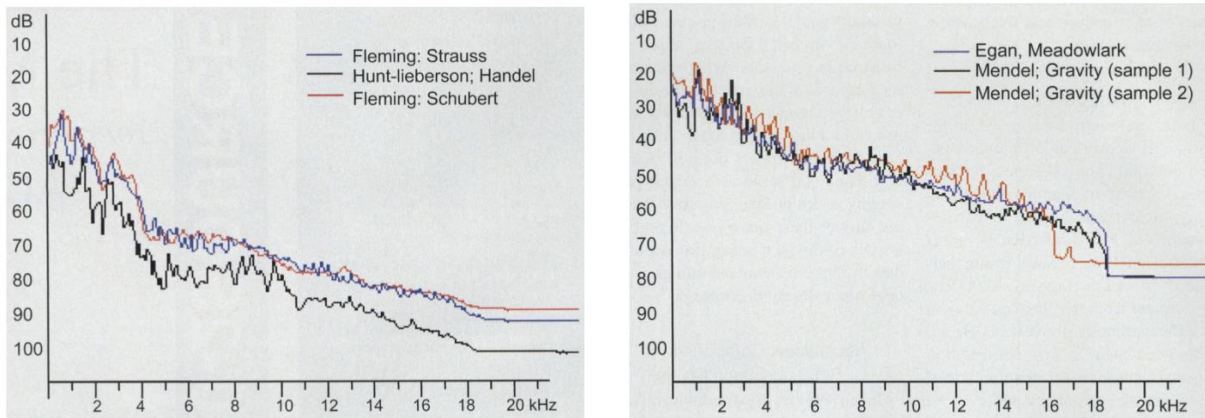 dB
10
20
30
40
50
60
70
80
90
100
Fleming: Strauss
Hunt-lieberson; Handel
Fleming: Schubert
2 4 6 8 10 12 14 16 18 20 kHz
dB
10
20
30
40
50
60
70
80
90
100
Egan, Meadowlark
Mendel; Gravity (sample 1)
Mendel; Gravity (sample 2)
2 4 6 8 10 12 14 16 18 20 kHz